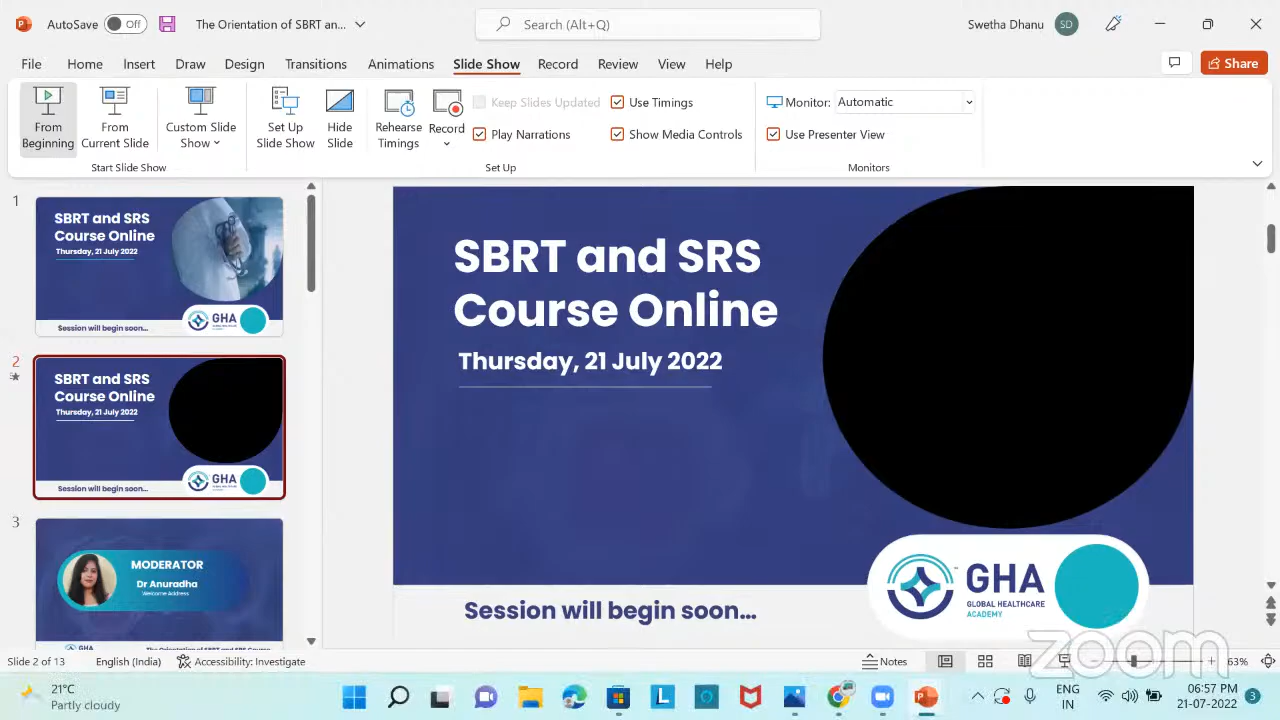 AutoSave Off The Orientation of SBRT an... Search (Alt+Q) Swetha Dhanu SD
File Home Insert Draw Design Transitions Animations Slide Show Record Review View Help Share
From Beginning
From Current Slide
Custom Slide Show
Set Up Slide Show
Hide Slide
Rehearse Timings
Record
Keep Slides Updated
Play Narrations
Use Timings
Show Media Controls
Monitor: Automatic
Use Presenter View
Start Slide Show
Set Up
Monitors
1
SBRT and SRS
Course Online
Thursday, 21 July 2022
Session will begin soon...
GHA
2
SBRT and SRS
Course Online
Thursday, 21 July 2022
Session will begin soon...
GHA
3
MODERATOR
Dr Anuradha
Welcome Address
SBRT and SRS
Course Online
Thursday, 21 July 2022
Session will begin soon...
GHA
GLOBAL HEALTHCARE
ACADEMY
zoom
Slide 2 of 13 English (India) Accessibility: Investigate Notes 63%
21°C
Partly cloudy
ENG
IN
06:57 PM
21-07-2022
3